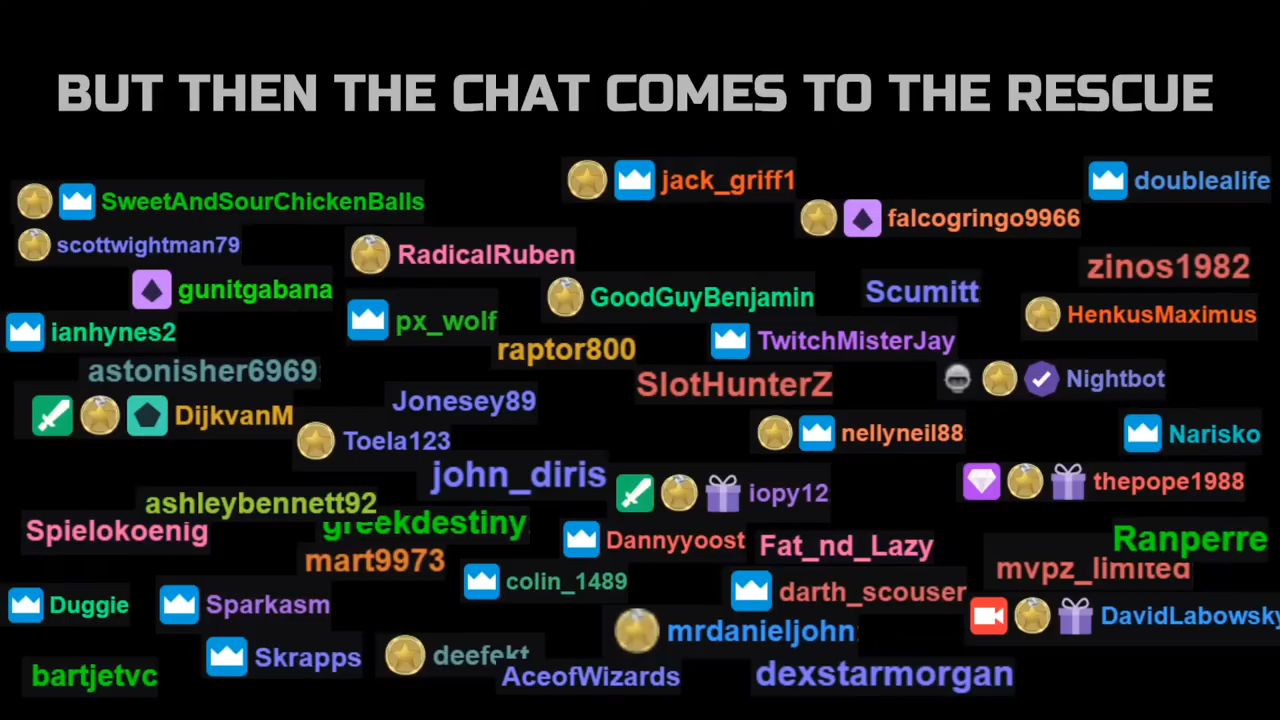 BUT THEN THE CHAT COMES TO THE RESCUE
jack_griff1
doublealife
SweetAndSourChickenBalls
falcogringo9966
scottwightman79
RadicalRuben
zinos1982
gunitgabana
GoodGuyBenjamin
Scumitt
HenkusMaximus
ianhynes2
px_wolf
TwitchMisterJay
raptor800
astonisher6969
SlotHunterZ
Nightbot
Jonesey89
DijkvanM
Toela123
nellyneil88
Narisko
john_diris
iopy12
thepope1988
ashleybennett92
Spielokoenig
greekdestiny
Dannyyoost
Fat_nd_Lazy
Ranperre
mart9973
mvpz_limited
colin_1489
darth_scouser
Duggie
Sparkasm
DavidLabowsky
mrdanieljohn
Skrapps
deefekt
bartjetvc
AceofWizards
dexstarmorgan